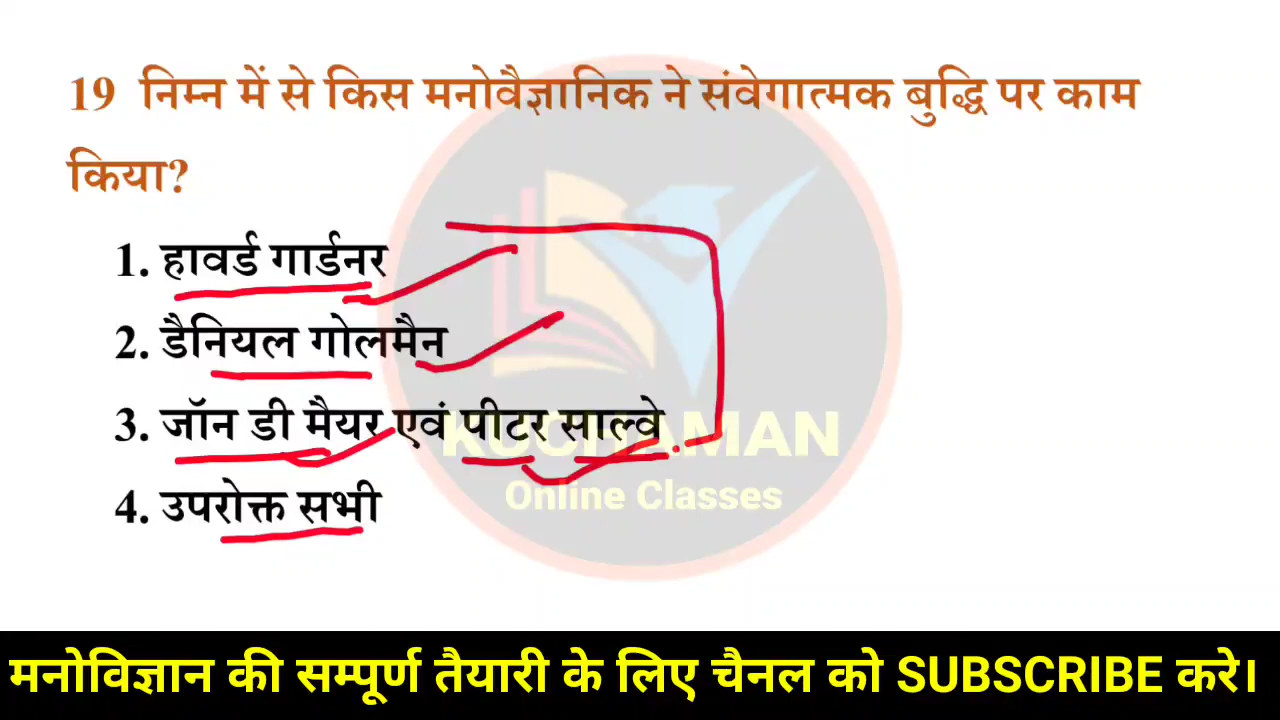 19 निम्न में से किस मनोवैज्ञानिक ने संवेगात्मक बुद्धि पर काम
किया?
1. हावर्ड गार्डनर
2. डैनियल गोलमैन
3. जॉन डी मैयर एवं पीटर साल्वे
KUCHAMAN
Online Classes
4. उपरोक्त सभी
मनोविज्ञान की सम्पूर्ण तैयारी के लिए चैनल को SUBSCRIBE करे।